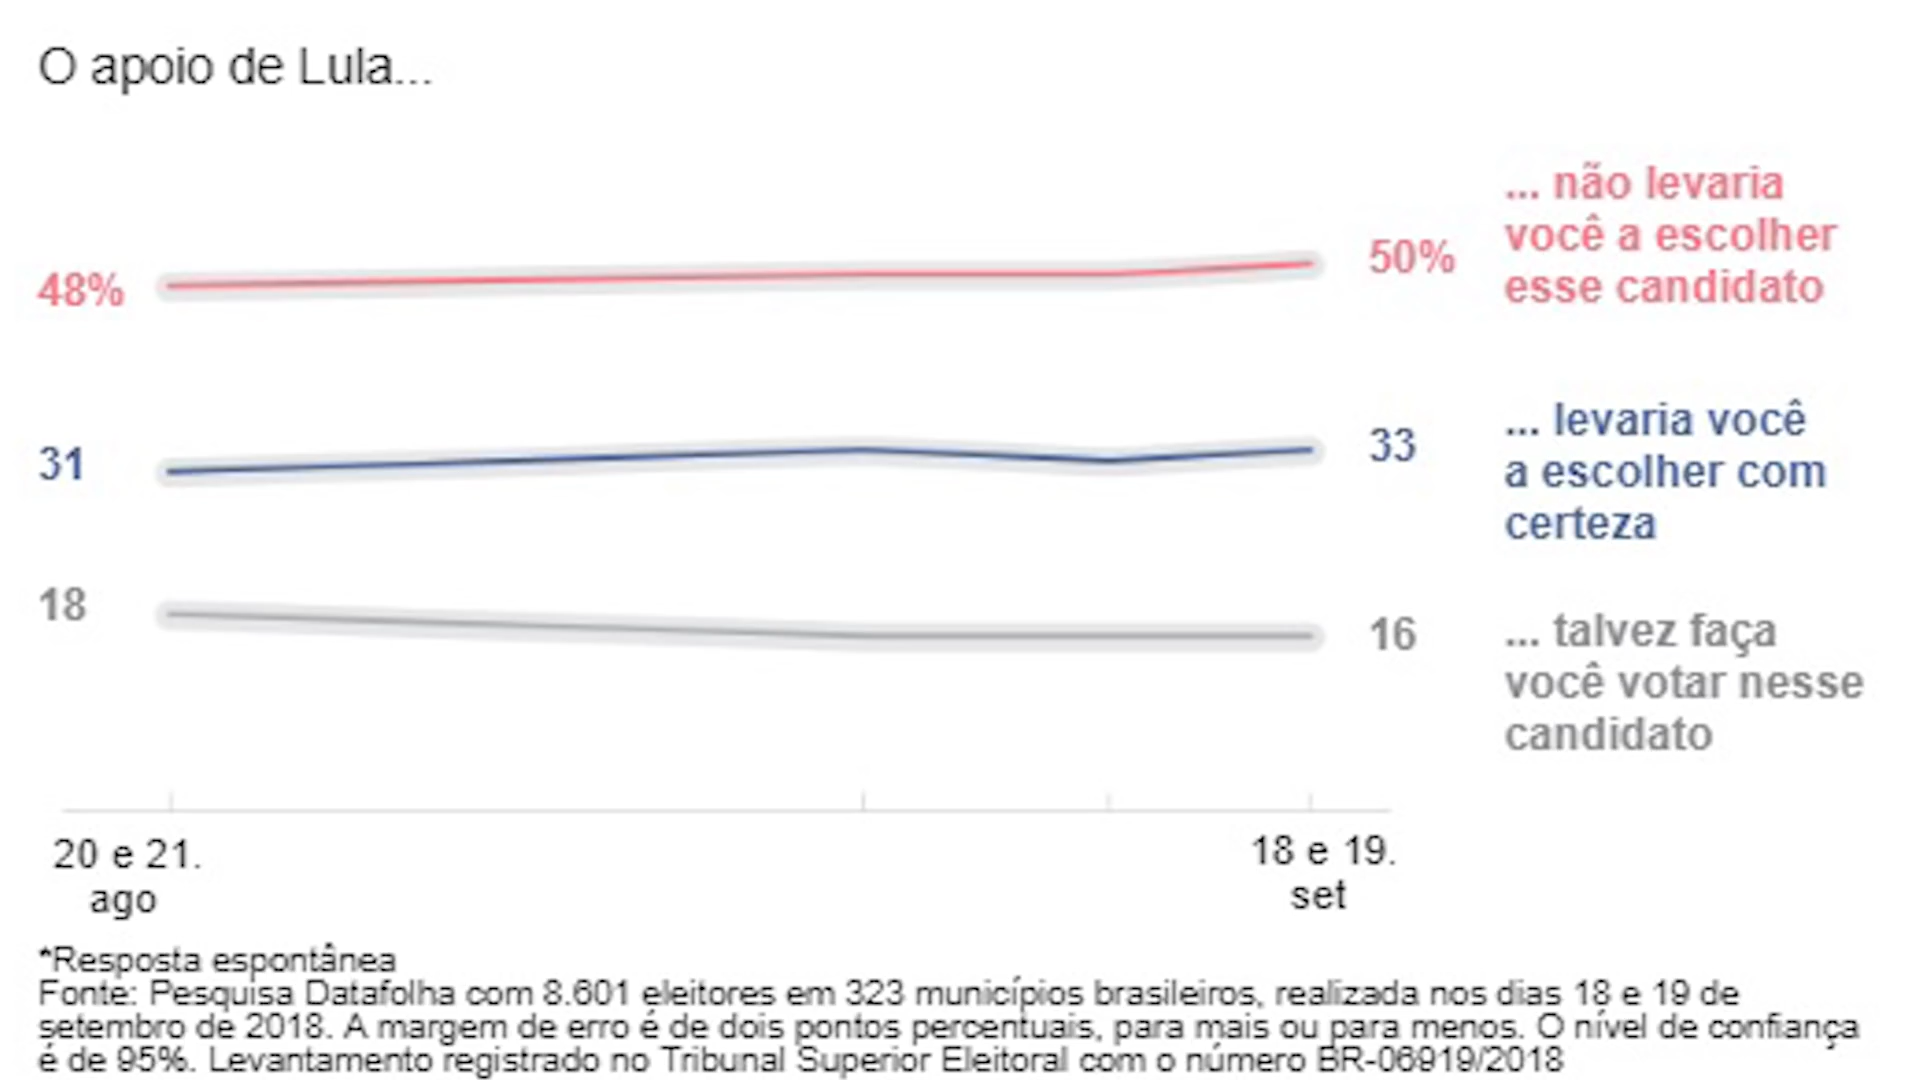 O apoio de Lula...
... não levaria
você a escolher
esse candidato
48%
50%
... levaria você
a escolher com
certeza
31
33
18
16
... talvez faça
você votar nesse
candidato
20 e 21.
ago
18 e 19.
set
*Resposta espontânea
Fonte: Pesquisa Datafolha com 8.601 eleitores em 323 municípios brasileiros, realizada nos dias 18 e 19 de
setembro de 2018. A margem de erro é de dois pontos percentuais, para mais ou para menos. O nível de confiança
é de 95%. Levantamento registrado no Tribunal Superior Eleitoral com o número BR-06919/2018